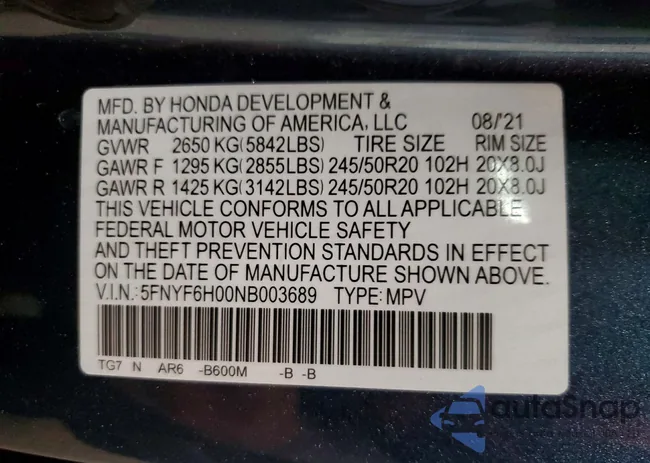 MFD. BY HONDA DEVELOPMENT &
MANUFACTURING OF AMERICA, LLC 08/'21
GVWR 2650 KG(5842LBS) TIRE SIZE RIM SIZE
GAWR F 1295 KG(2855LBS) 245/50R20 102H 20X8.0J
GAWR R 1425 KG(3142LBS) 245/50R20 102H 20X8.0J
THIS VEHICLE CONFORMS TO ALL APPLICABLE
FEDERAL MOTOR VEHICLE SAFETY
AND THEFT PREVENTION STANDARDS IN EFFECT
ON THE DATE OF MANUFACTURE SHOWN ABOVE.
V.I.N.: 5FNYF6H00NB003689 TYPE: MPV
TG7 N AR6 -B600M -B -B
autoSnap